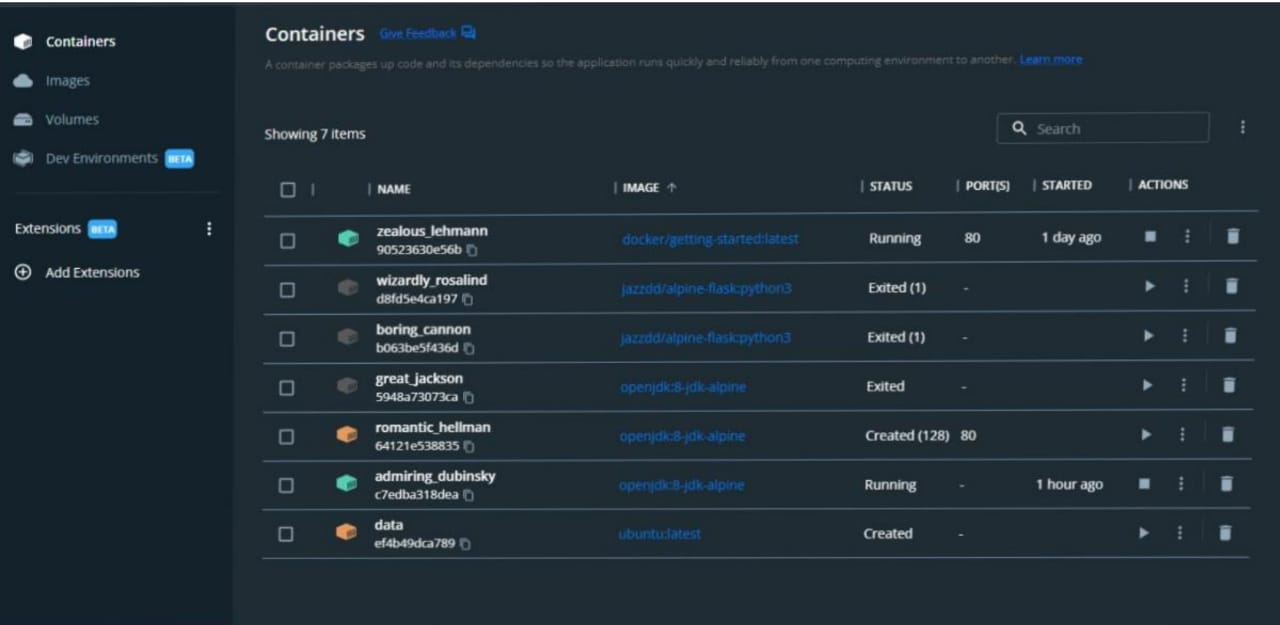 Containers
Images
Volumes
Dev Environments BETA
Extensions BETA
Add Extensions
Containers Give Feedback
A container packages up code and its dependencies so the application runs quickly and reliably from one computing environment to another. Learn more
Showing 7 items
Search
NAME IMAGE STATUS PORT(S) STARTED ACTIONS
zealous_lehmann
90523630e56b
docker/getting-started:latest Running 80 1 day ago
wizardly_rosalind
d8fd5e4ca197
jazzdd/alpine-flask:python3 Exited (1) -
boring_cannon
b063be5f436d
jazzdd/alpine-flask:python3 Exited (1) -
great_jackson
5948a73073ca
openjdk:8-jdk-alpine Exited -
romantic_hellman
64121e538835
openjdk:8-jdk-alpine Created (128) 80
admiring_dubinsky
c7edba318dea
openjdk:8-jdk-alpine Running - 1 hour ago
data
ef4b49dca789
ubuntu:latest Created -